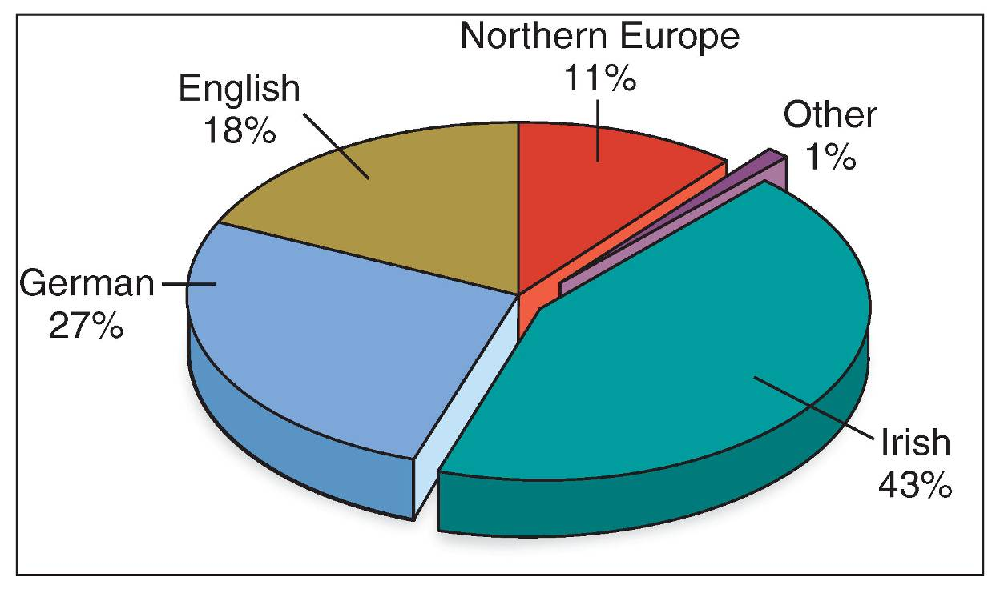 Northern Europe
11%
English
18%
Other
1%
German
27%
Irish
43%